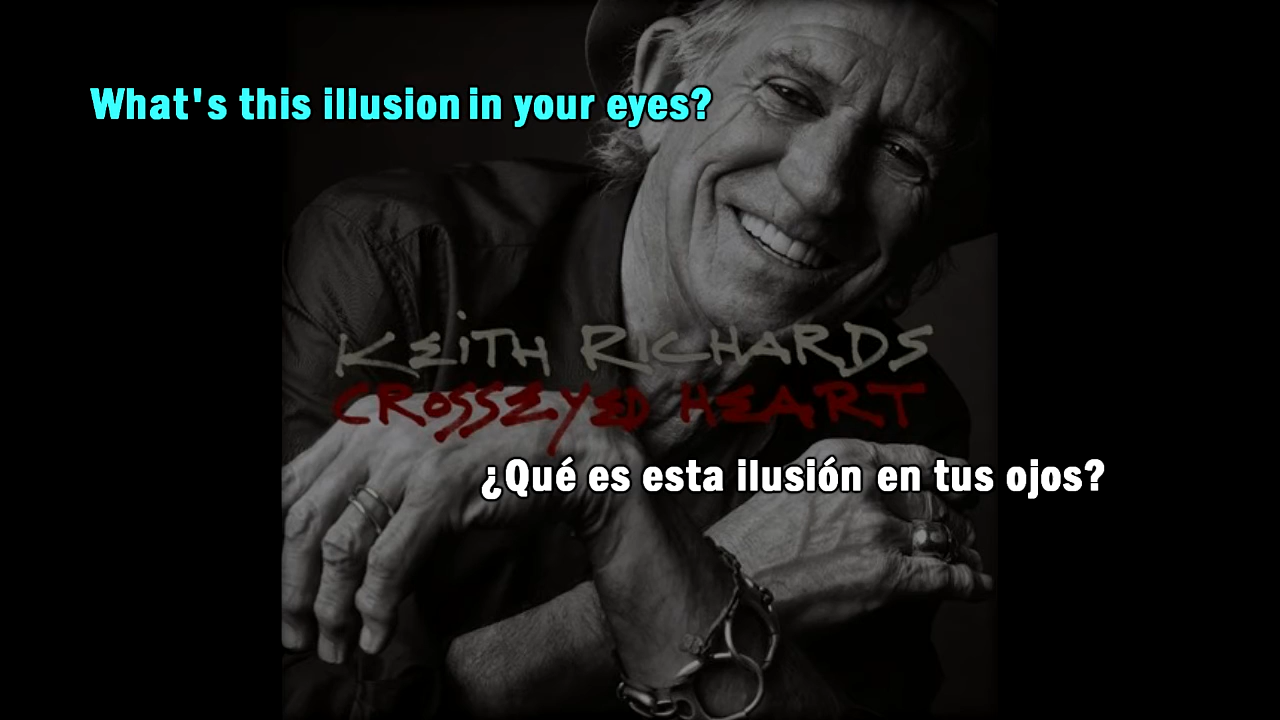 What's this illusion in your eyes?
KEITH RICHARDS
CROSSEYED HEART
¿Qué es esta ilusión en tus ojos?